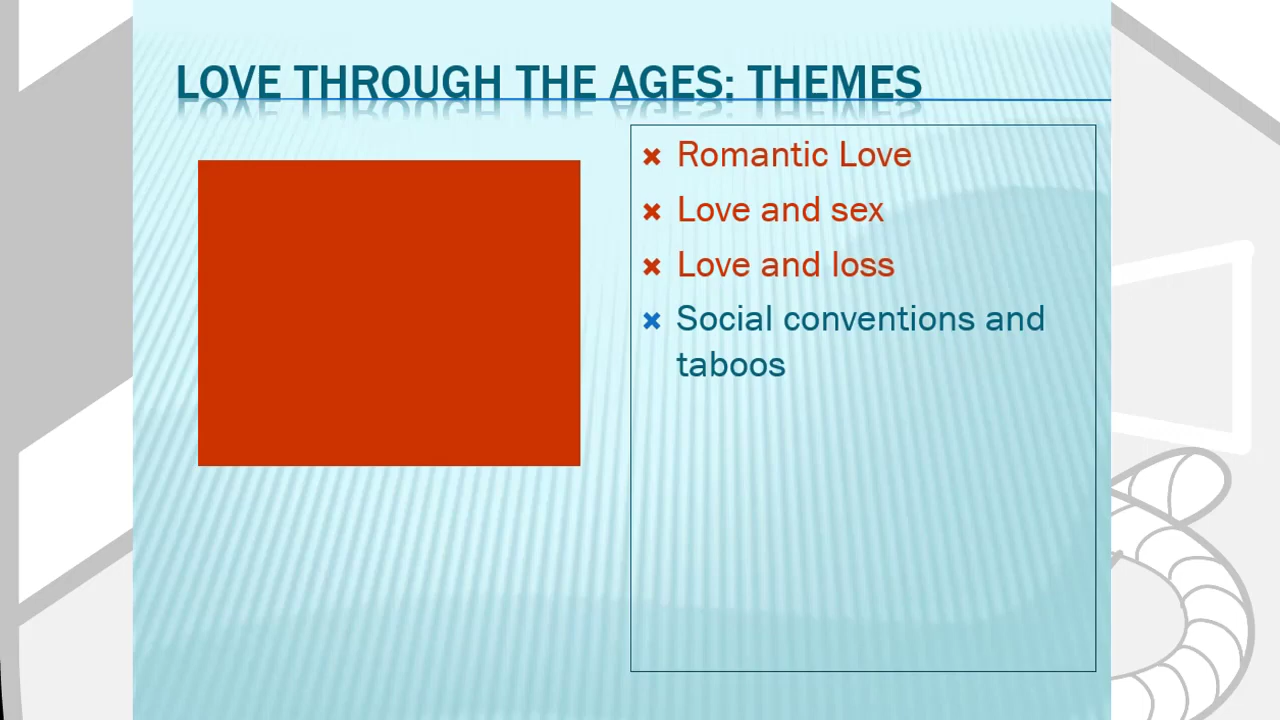 LOVE THROUGH THE AGES: THEMES
Romantic Love
Love and sex
Love and loss
Social conventions and
taboos